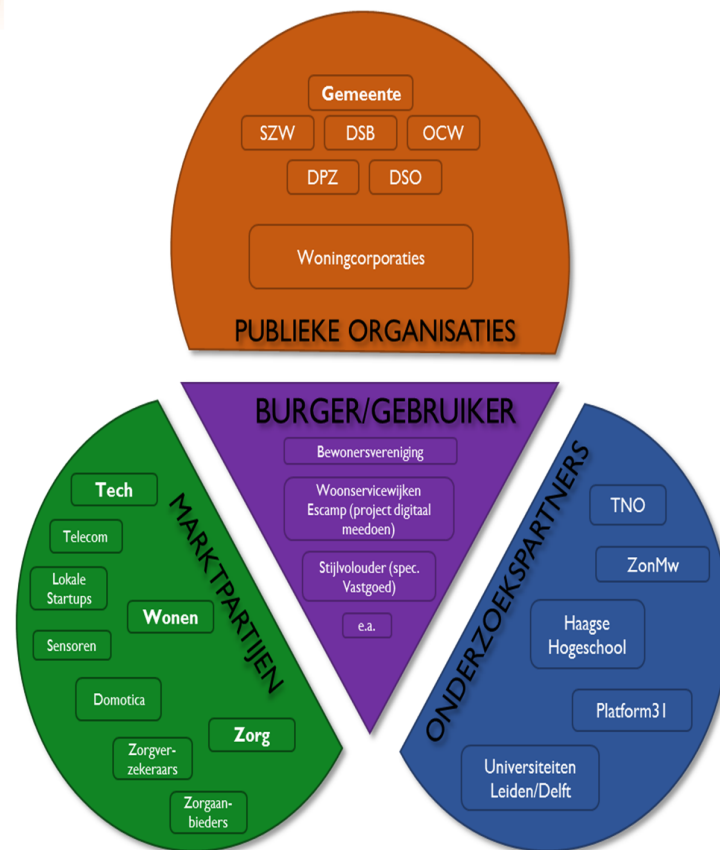 Gemeente
SZW
DSB
OCW
DPZ
DSO
Woningcorporaties
PUBLIEKE ORGANISATIES
BURGER/GEBRUIKER
Bewonersvereniging
Woonservicewijken
Escamp (project digitaal
meedoen)
Stijlvolouder (spec.
Vastgoed)
e.a.
MARKTPARTIJEN
Tech
Telecom
Lokale
Startups
Wonen
Sensoren
Domotica
Zorg
Zorgver-
zekeraars
Zorgaan-
bieders
ONDERZOEKSPARTNERS
TNO
ZonMw
Haagse
Hogeschool
Platform31
Universiteiten
Leiden/Delft